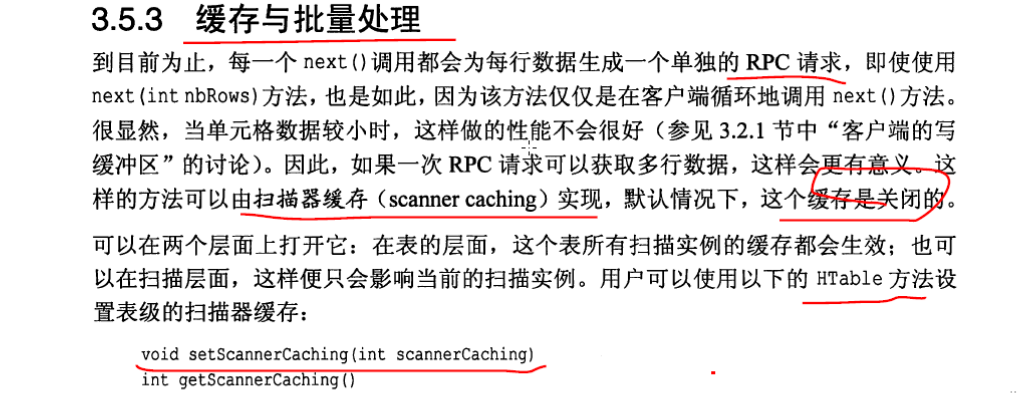 3.5.3 缓存与批量处理
到目前为止，每一个 next()调用都会为每行数据生成一个单独的 RPC 请求，即使使用
next(int nbRows)方法，也是如此，因为该方法仅仅是在客户端循环地调用 next()方法。
很显然，当单元格数据较小时，这样做的性能不会很好（参见 3.2.1 节中“客户端的写
缓冲区”的讨论）。因此，如果一次 RPC 请求可以获取多行数据，这样会更有意义。这
样的方法可以由扫描器缓存（scanner caching）实现，默认情况下，这个缓存是关闭的。
可以在两个层面上打开它：在表的层面，这个表所有扫描实例的缓存都会生效；也可
以在扫描层面，这样便只会影响当前的扫描实例。用户可以使用以下的 HTable 方法设
置表级的扫描器缓存：
void setScannerCaching(int scannerCaching)
int getScannerCaching()